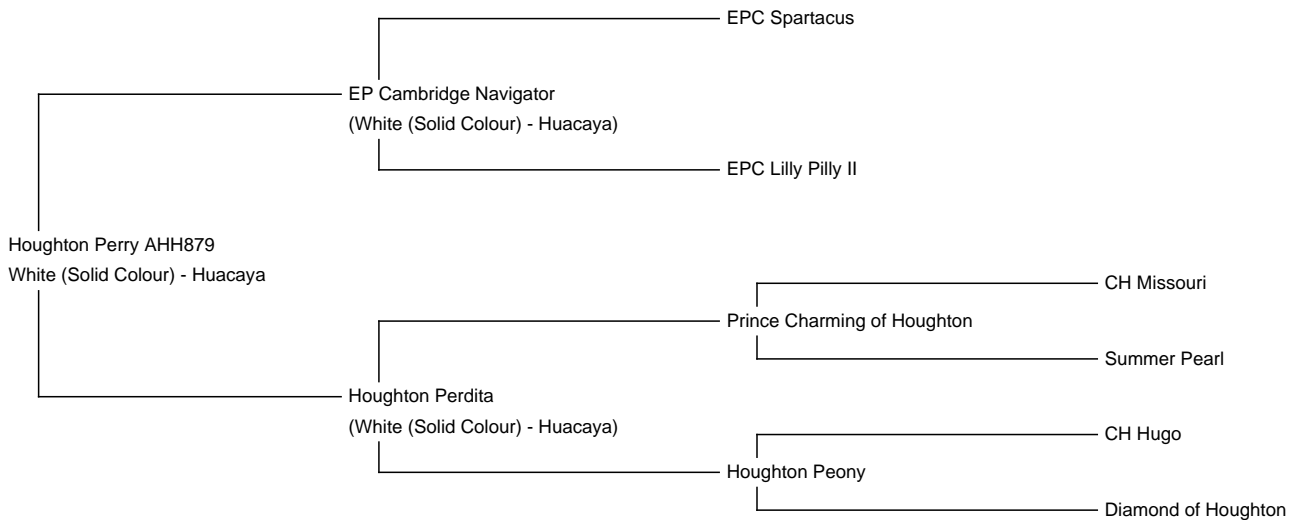 EPC Spartacus
EP Cambridge Navigator
(White (Solid Colour) - Huacaya)
EPC Lilly Pilly II
Houghton Perry AHH879
White (Solid Colour) - Huacaya
CH Missouri
Prince Charming of Houghton
Summer Pearl
Houghton Perdita
(White (Solid Colour) - Huacaya)
CH Hugo
Houghton Peony
Diamond of Houghton